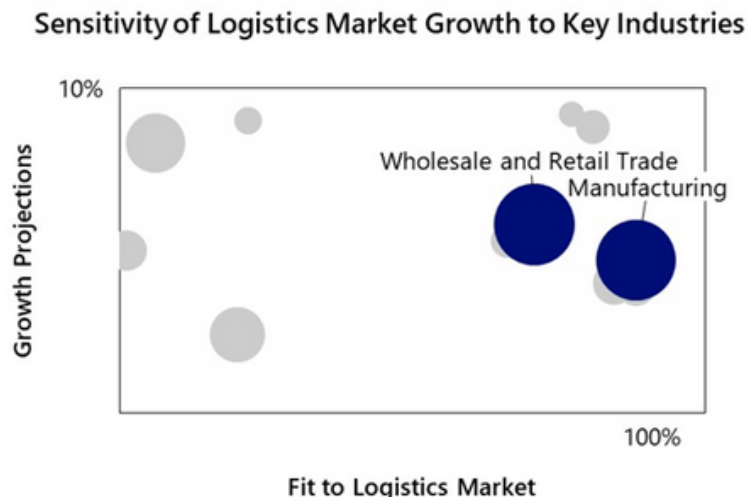 Sensitivity of Logistics Market Growth to Key Industries
10%
Growth Projections
Wholesale and Retail Trade
Manufacturing
100%
Fit to Logistics Market